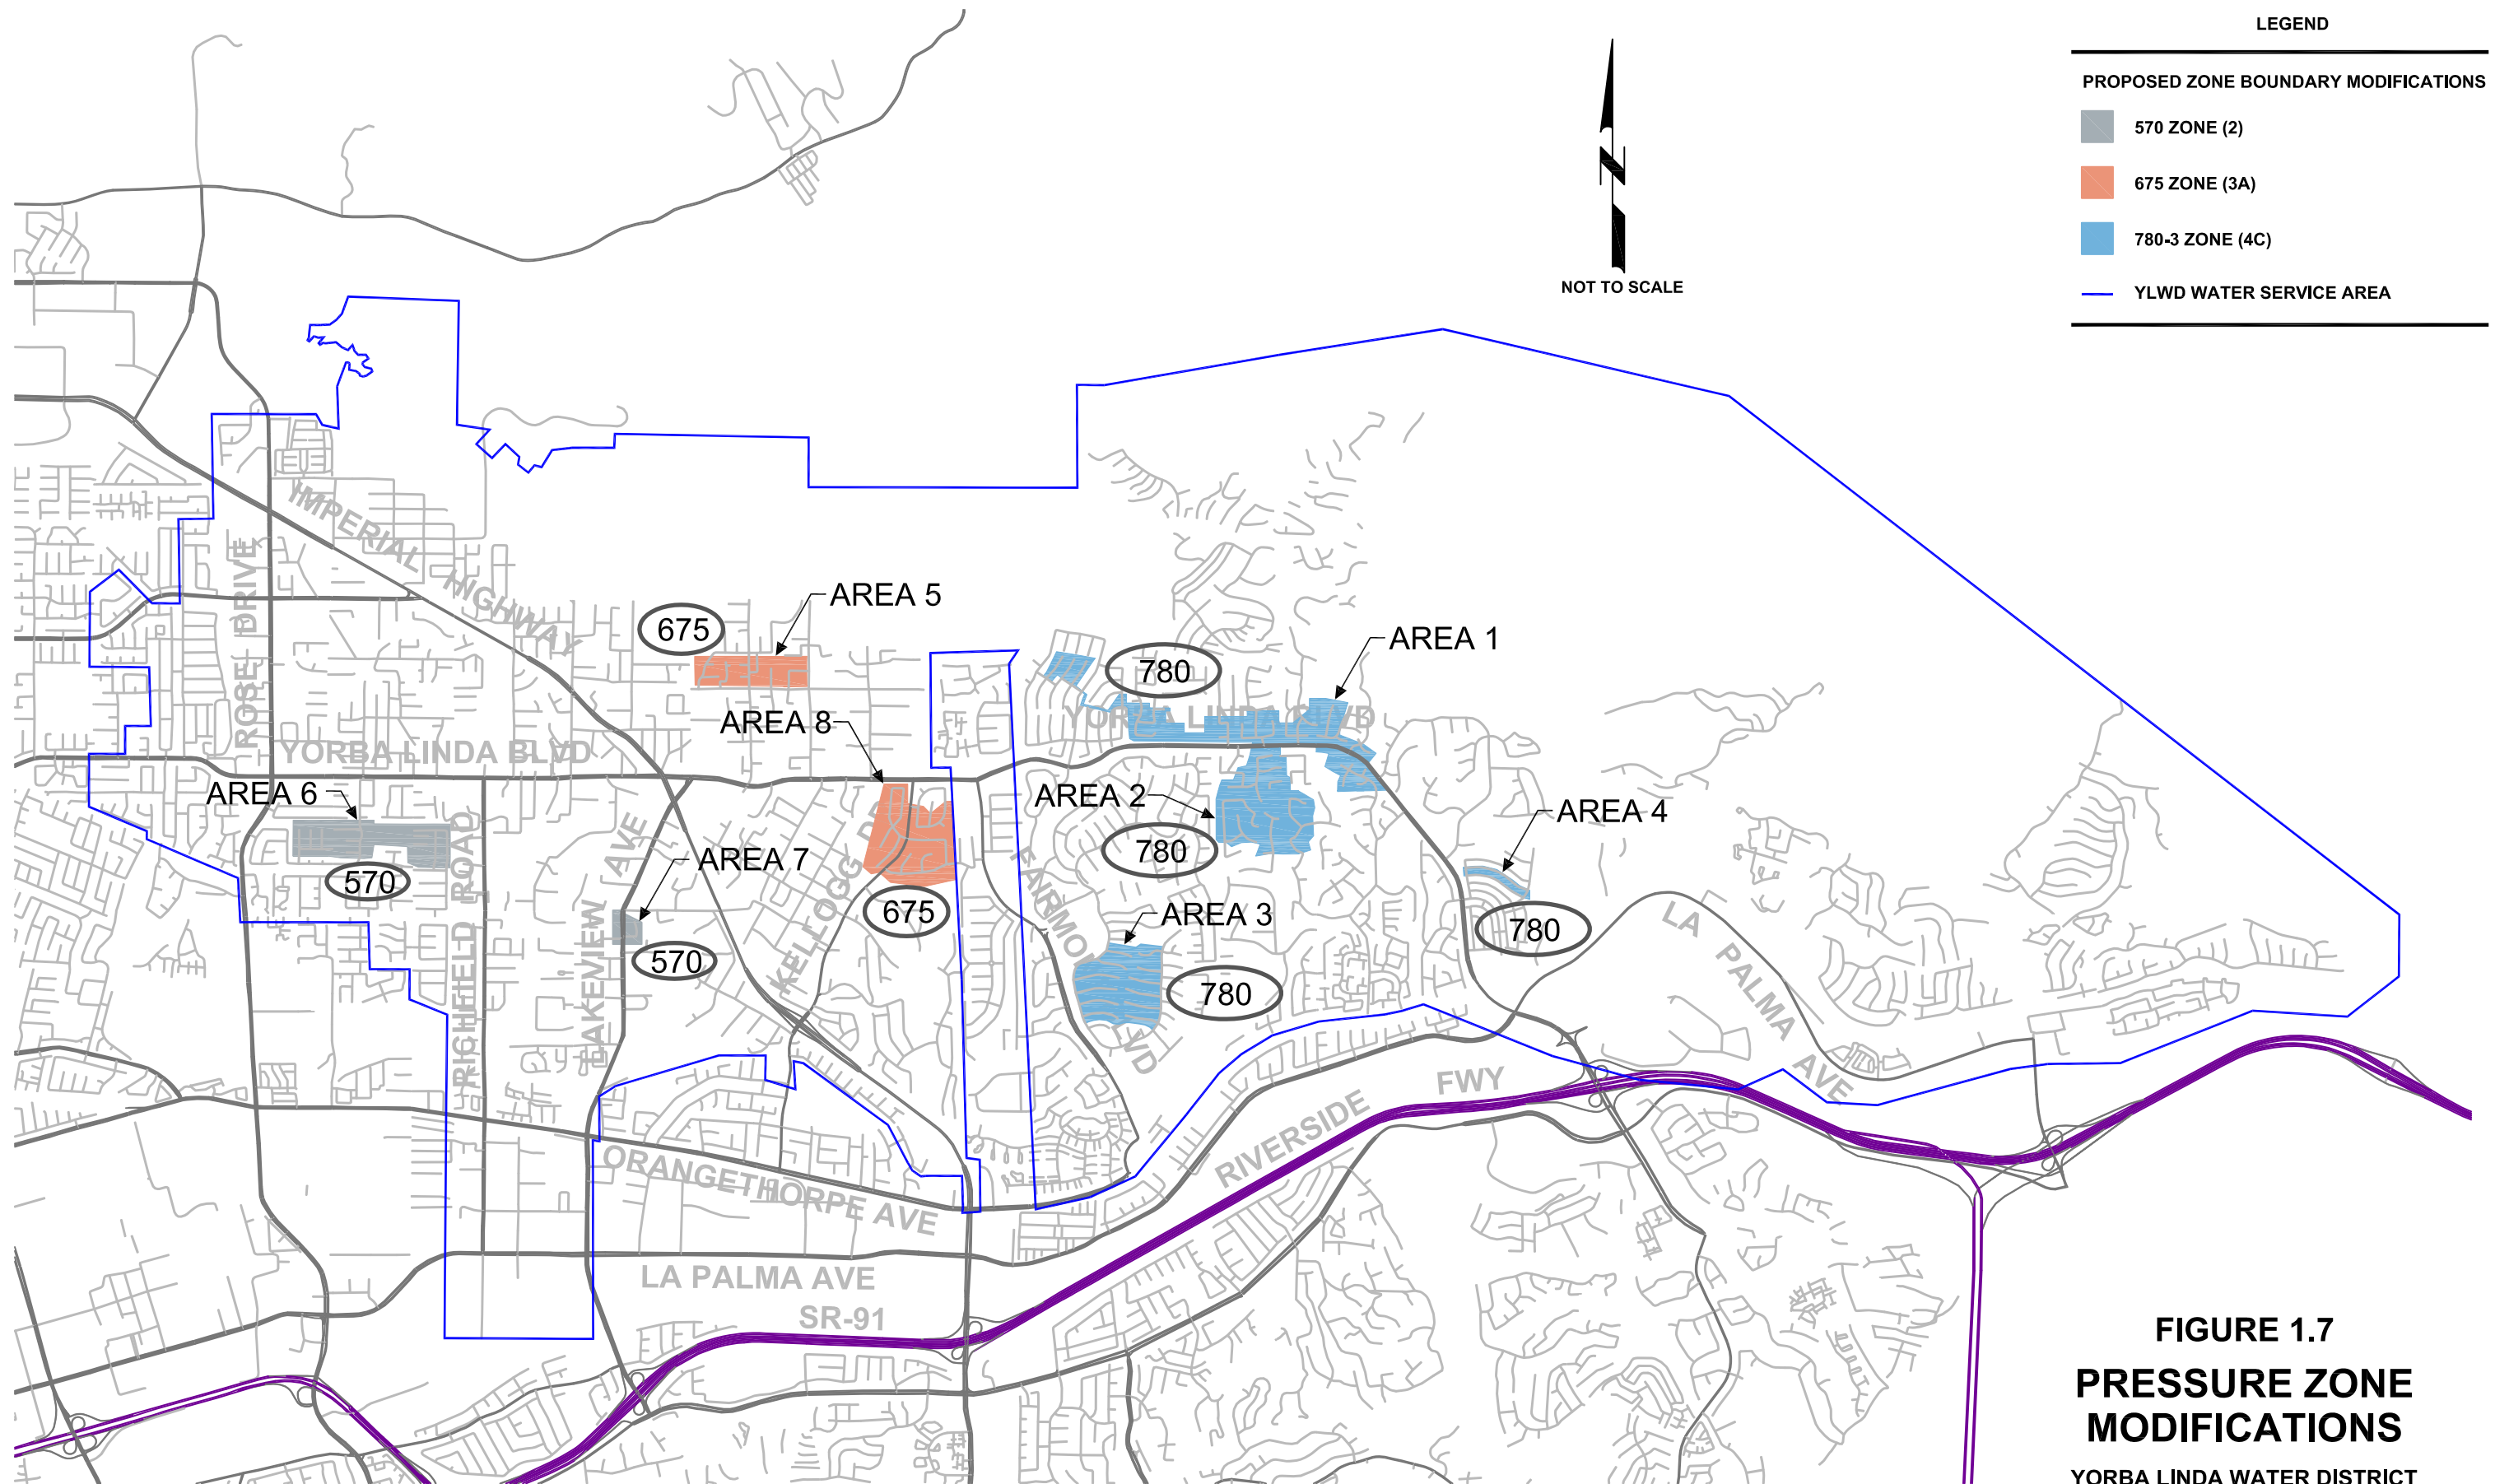 LEGEND
PROPOSED ZONE BOUNDARY MODIFICATIONS
570 ZONE (2)
675 ZONE (3A)
780-3 ZONE (4C)
YLWD WATER SERVICE AREA
N
NOT TO SCALE
IMPERIAL HIGHWAY
ROSE DRIVE
AREA 5
675
AREA 1
780
YORBA LINDA BLVD
AREA 8
YORBA LINDA BLVD
AREA 6
AREA 2
AREA 4
780
570
RICHFIELD ROAD
LAKEVIEW AVE
AREA 7
KELLOGG DR
675
FAIRMONT BLVD
AREA 3
780
LA PALMA AVE
570
780
RIVERSIDE FWY
ORANGETHORPE AVE
LA PALMA AVE
SR-91
FIGURE 1.7
PRESSURE ZONE
MODIFICATIONS
YORBA LINDA WATER DISTRICT